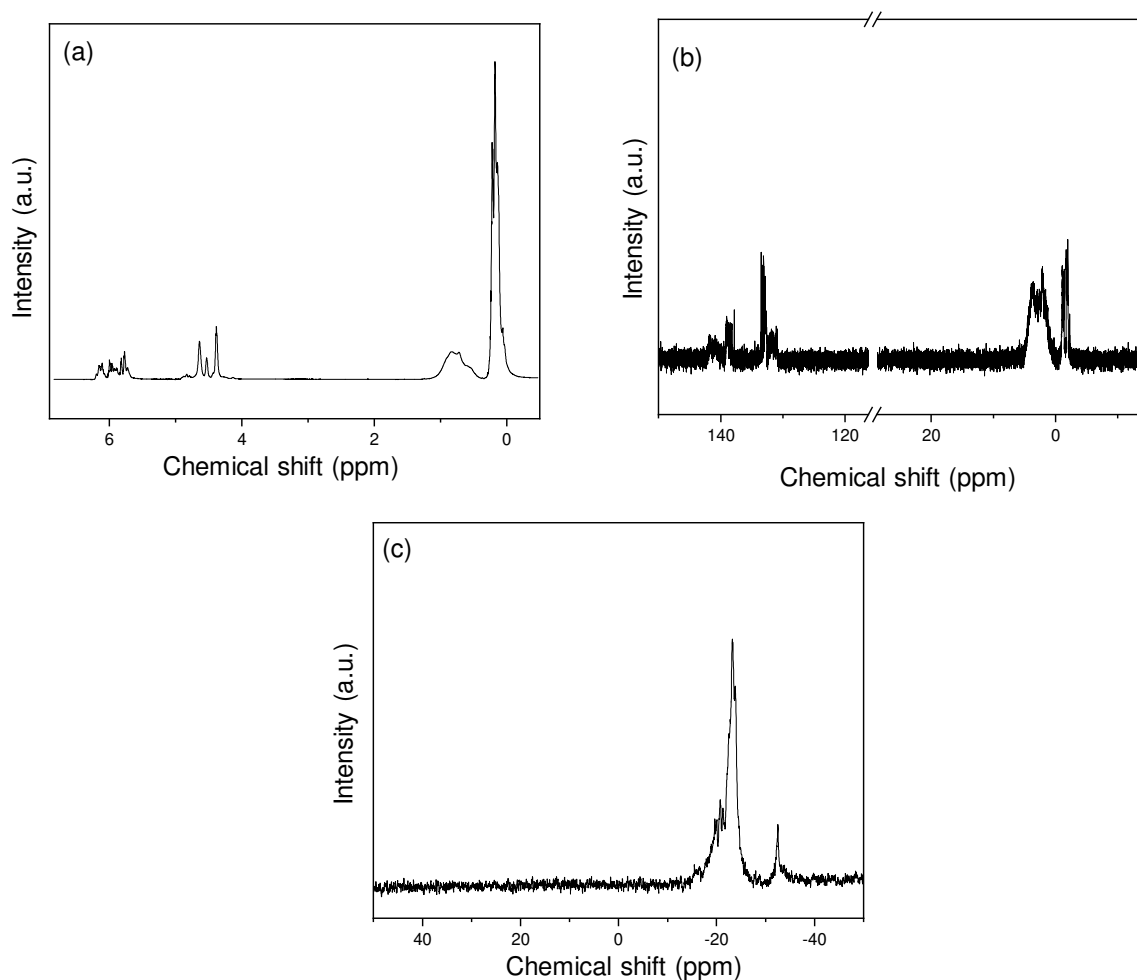 (a)
Intensity (a.u.)
6 4 2 0
Chemical shift (ppm)
(b)
Intensity (a.u.)
140 120 20 0
Chemical shift (ppm)
(c)
Intensity (a.u.)
40 20 0 -20 -40
Chemical shift (ppm)